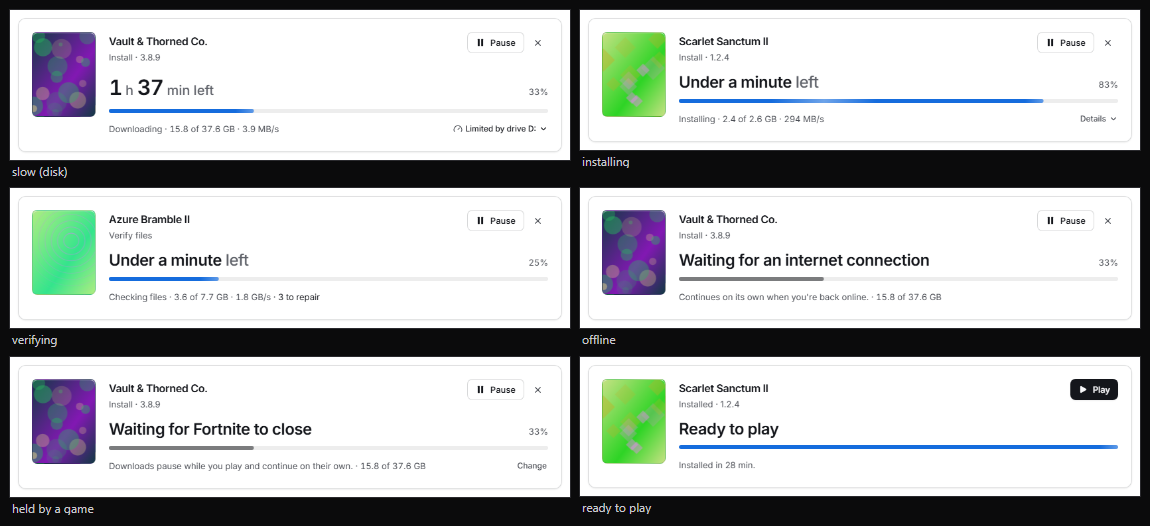 Vault & Thorned Co.
Pause
Install · 3.8.9
1 h 37 min left
33%
Downloading · 15.8 of 37.6 GB · 3.9 MB/s
Limited by drive D:
slow (disk)
Scarlet Sanctum II
Pause
Install · 1.2.4
Under a minute left
83%
Installing · 2.4 of 2.6 GB · 294 MB/s
Details
installing
Azure Bramble II
Pause
Verify files
Under a minute left
25%
Checking files · 3.6 of 7.7 GB · 1.8 GB/s · 3 to repair
verifying
Vault & Thorned Co.
Pause
Install · 3.8.9
Waiting for an internet connection
33%
Continues on its own when you're back online. · 15.8 of 37.6 GB
offline
Vault & Thorned Co.
Pause
Install · 3.8.9
Waiting for Fortnite to close
33%
Downloads pause while you play and continue on their own. · 15.8 of 37.6 GB
Change
held by a game
Scarlet Sanctum II
Play
Installed · 1.2.4
Ready to play
Installed in 28 min.
ready to play